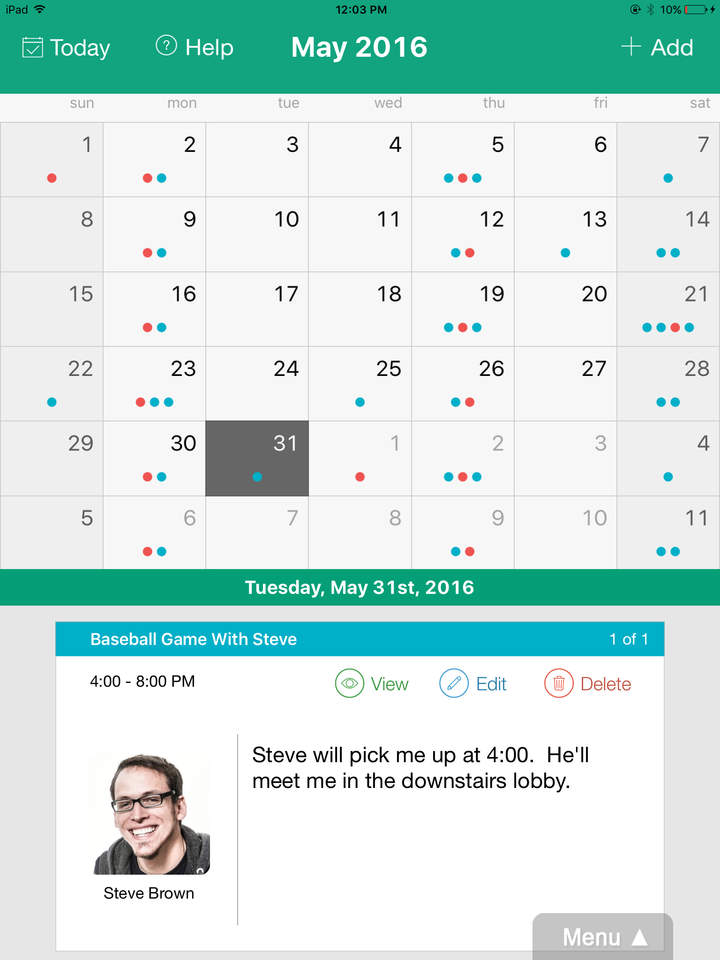 iPad 12:03 PM 10%
Today ? Help May 2016 + Add
sun mon tue wed thu fri sat
1 2 3 4 5 6 7
8 9 10 11 12 13 14
15 16 17 18 19 20 21
22 23 24 25 26 27 28
29 30 31 1 2 3 4
5 6 7 8 9 10 11
Tuesday, May 31st, 2016
Baseball Game With Steve 1 of 1
4:00 - 8:00 PM View Edit Delete
Steve will pick me up at 4:00. He'll
meet me in the downstairs lobby.
Steve Brown
Menu ▲